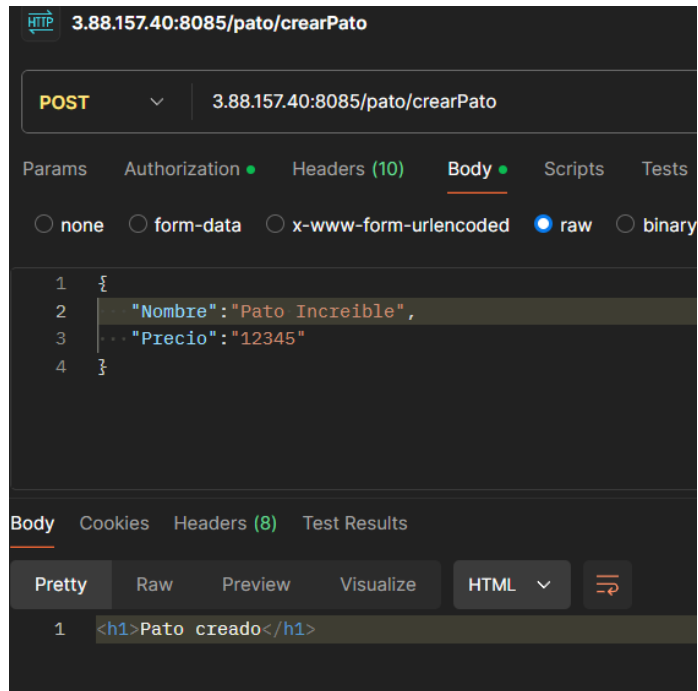 HTTP 3.88.157.40:8085/pato/crearPato
POST 3.88.157.40:8085/pato/crearPato
Params Authorization Headers (10) Body Scripts Tests
none form-data x-www-form-urlencoded raw binary
1 {
2 "Nombre":"Pato Increible",
3 "Precio":"12345"
4 }
Body Cookies Headers (8) Test Results
Pretty Raw Preview Visualize HTML
1 <h1>Pato creado</h1>